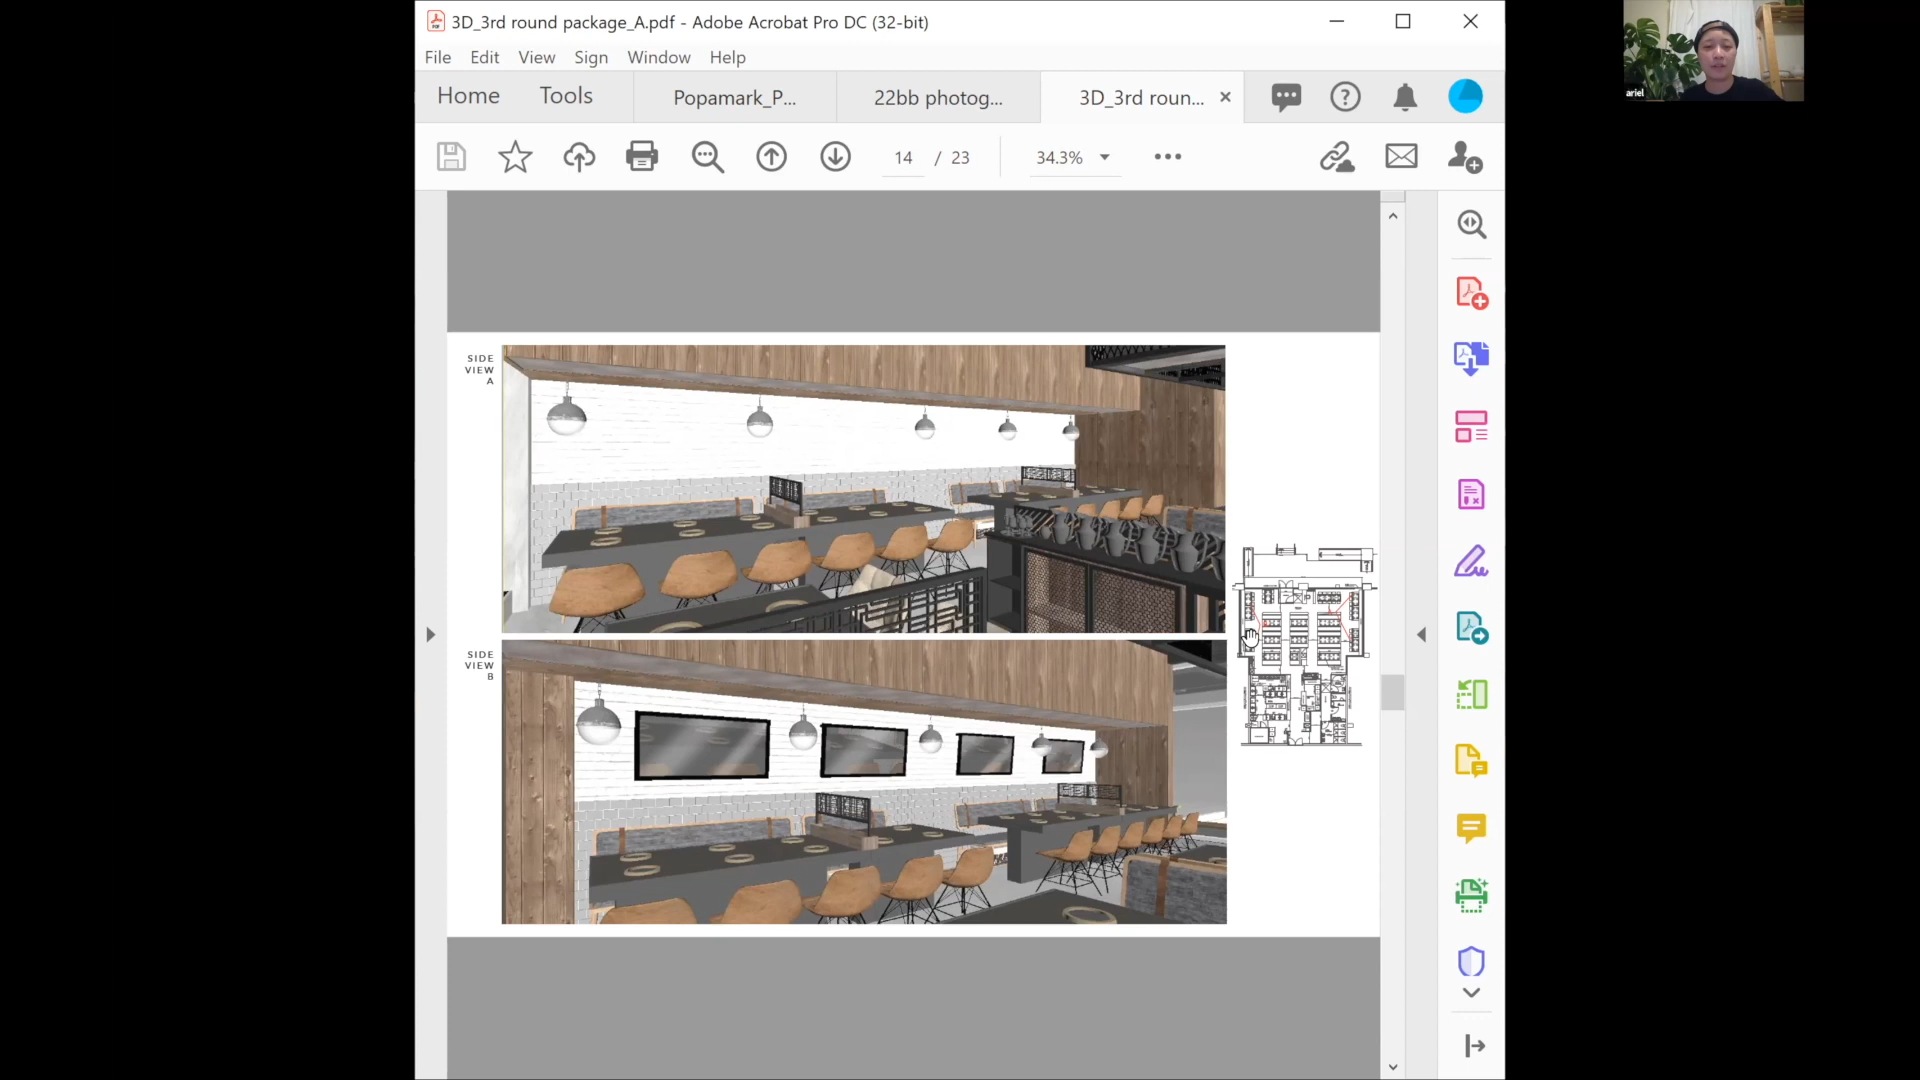 3D_3rd round package_A.pdf - Adobe Acrobat Pro DC (32-bit)
File Edit View Sign Window Help
Home Tools Popamark_P... 22bb photog... 3D_3rd roun...
14 / 23 34.3%
SIDE
VIEW
A
SIDE
VIEW
B
ariel